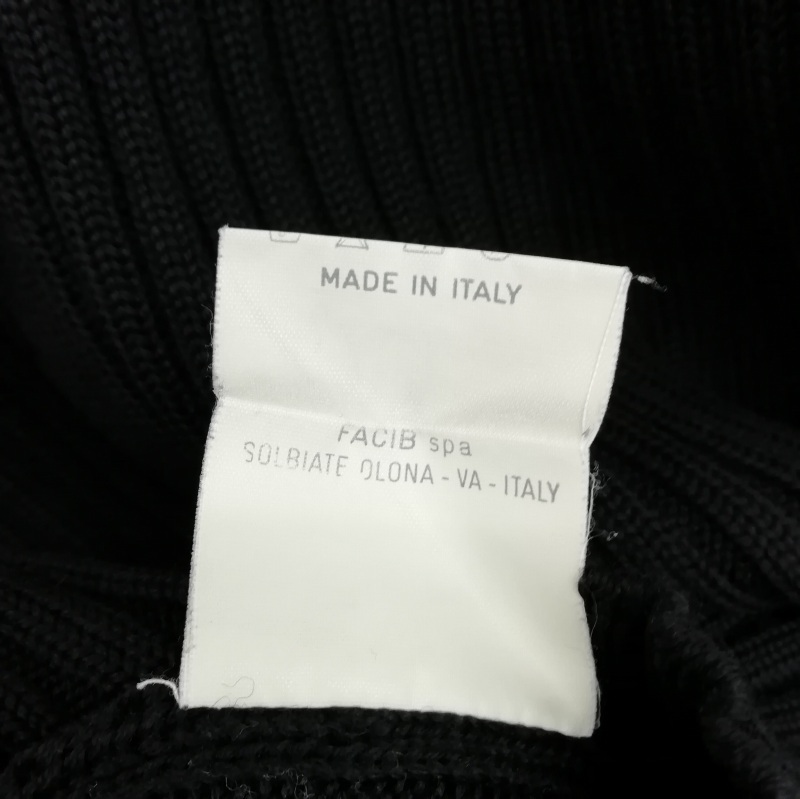 MADE IN ITALY
FACIB spa
SOLBIATE OLONA - VA - ITALY